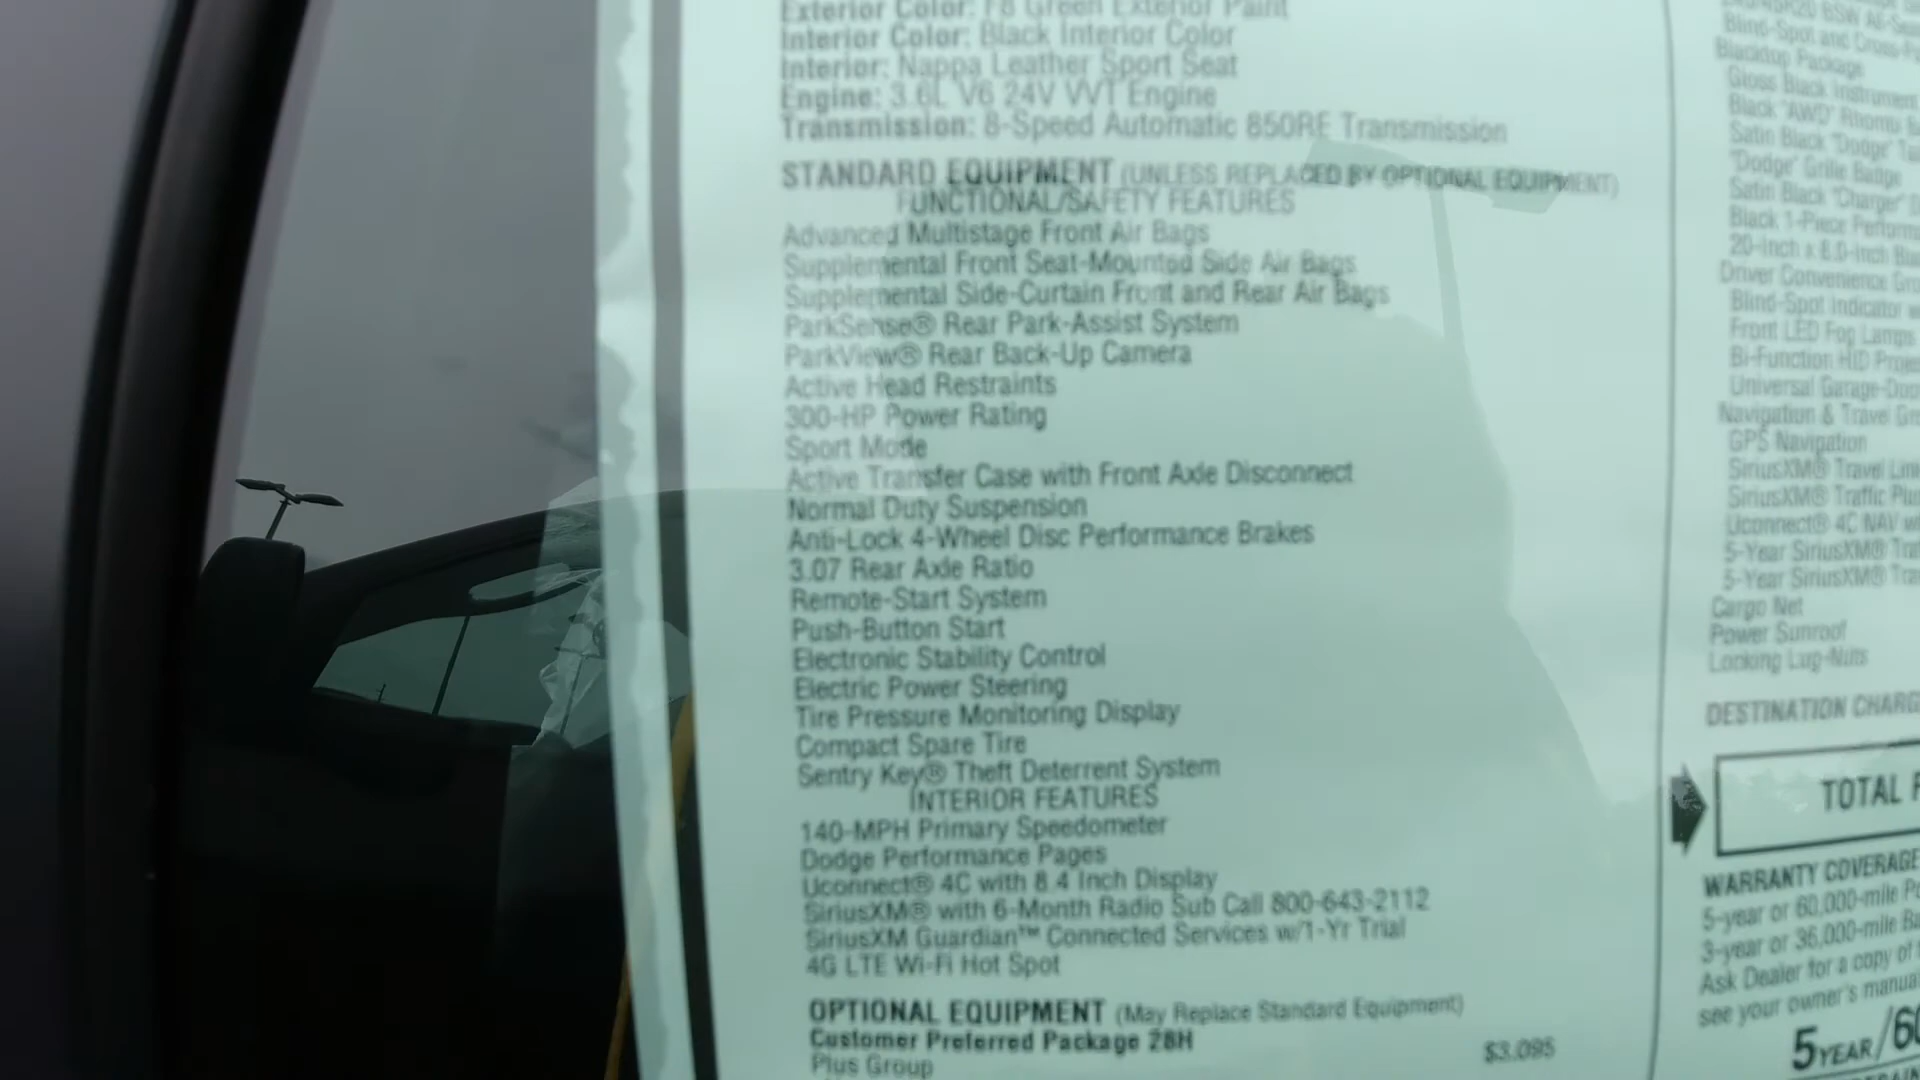 Exterior Color: F8 Green Exterior Paint
Interior Color: Black Interior Color
Interior: Nappa Leather Sport Seat
Engine: 3.6L V6 24V VVT Engine
Transmission: 8-Speed Automatic 850RE Transmission
STANDARD EQUIPMENT (UNLESS REPLACED BY OPTIONAL EQUIPMENT)
FUNCTIONAL/SAFETY FEATURES
Advanced Multistage Front Air Bags
Supplemental Front Seat-Mounted Side Air Bags
Supplemental Side-Curtain Front and Rear Air Bags
ParkSense® Rear Park-Assist System
ParkView® Rear Back-Up Camera
Active Head Restraints
300-HP Power Rating
Sport Mode
Active Transfer Case with Front Axle Disconnect
Normal Duty Suspension
Anti-Lock 4-Wheel Disc Performance Brakes
3.07 Rear Axle Ratio
Remote-Start System
Push-Button Start
Electronic Stability Control
Electric Power Steering
Tire Pressure Monitoring Display
Compact Spare Tire
Sentry Key® Theft Deterrent System
INTERIOR FEATURES
140-MPH Primary Speedometer
Dodge Performance Pages
Uconnect® 4C with 8.4 Inch Display
SiriusXM® with 6-Month Radio Sub Call 800-643-2112
SiriusXM Guardian™ Connected Services w/1-Yr Trial
4G LTE Wi-Fi Hot Spot
OPTIONAL EQUIPMENT (May Replace Standard Equipment)
Customer Preferred Package 28H $3,095
Plus Group
BSW
Blind-Spot and
Blacktop Package
Gloss Black Instrument
Black "AWD" Rhombi
Satin Black "Dodge"
"Dodge" Grille Badge
Satin Black "Charger"
Black 1-Piece
20-Inch x 8.0-Inch
Driver Convenience
Blind-Spot Indicator
Front LED Fog Lamps
Bi-Function HID
Universal
Navigation & Travel
GPS Navigation
SiriusXM® Travel
SiriusXM® Traffic
Uconnect® 4C NAV
5-Year SiriusXM®
5-Year SiriusXM®
Cargo Net
Power Sunroof
Locking Lug-Nuts
DESTINATION
TOTAL
WARRANTY COVERAGE
5-year or 60,000-mile
3-year or 36,000-mile
Ask Dealer for a copy of
see your owner's
5YEAR/